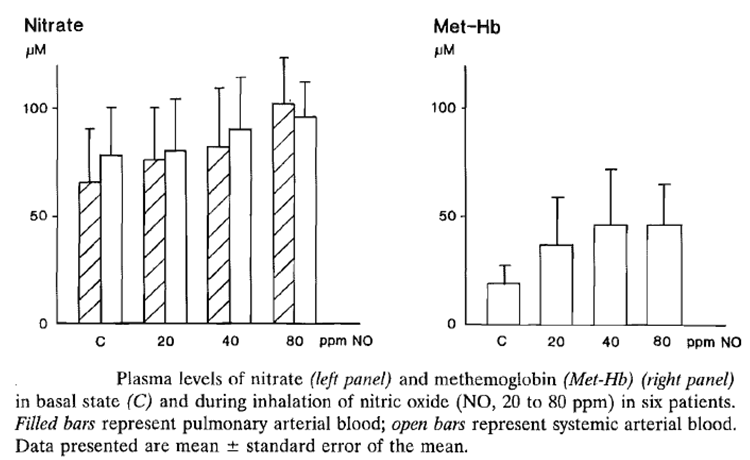 Nitrate
µM
100
50
0
C 20 40 80 ppm NO
Met-Hb
µM
100
50
0
C 20 40 80 ppm NO
Plasma levels of nitrate (left panel) and methemoglobin (Met-Hb) (right panel)
in basal state (C) and during inhalation of nitric oxide (NO, 20 to 80 ppm) in six patients.
Filled bars represent pulmonary arterial blood; open bars represent systemic arterial blood.
Data presented are mean ± standard error of the mean.